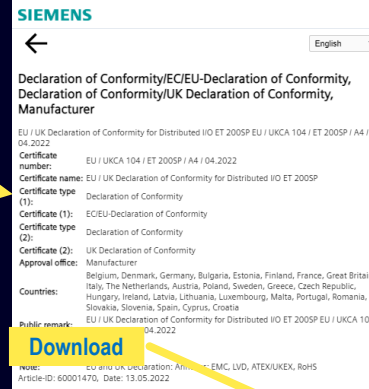 SIEMENS
English
Declaration of Conformity/EC/EU-Declaration of Conformity,
Declaration of Conformity/UK Declaration of Conformity,
Manufacturer
EU / UK Declaration of Conformity for Distributed I/O ET 200SP EU / UKCA 104 / ET 200SP / A4 /
04.2022
Certificate number: EU / UKCA 104 / ET 200SP / A4 / 04.2022
Certificate name: EU / UK Declaration of Conformity for Distributed I/O ET 200SP
Certificate type (1): Declaration of Conformity
Certificate (1): EC/EU-Declaration of Conformity
Certificate type (2): Declaration of Conformity
Certificate (2): UK Declaration of Conformity
Approval office: Manufacturer
Belgium, Denmark, Germany, Bulgaria, Estonia, Finland, France, Great Britai
Italy, The Netherlands, Austria, Poland, Sweden, Greece, Czech Republic,
Countries: Hungary, Ireland, Latvia, Lithuania, Luxembourg, Malta, Portugal, Romania,
Slovakia, Slovenia, Spain, Cyprus, Croatia
Public remark: EU / UK Declaration of Conformity for Distributed I/O ET 200SP EU / UKCA 10
04.2022
Download
Note: EU and UK Declaration: EMC, LVD, ATEX/UKEX, RoHS
Article-ID: 60001470, Date: 13.05.2022